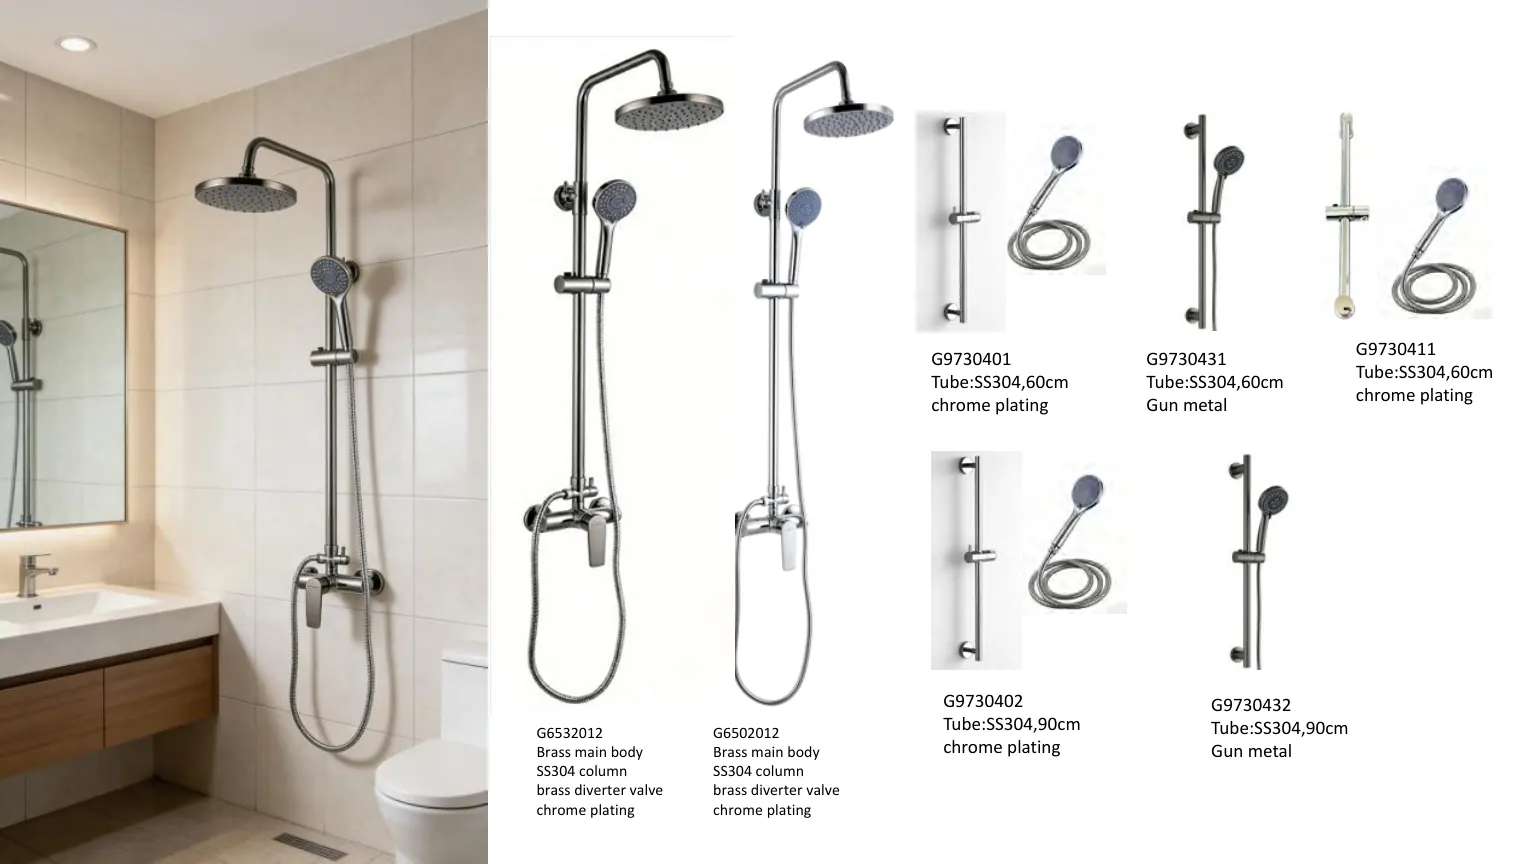 G9730401
Tube:SS304,60cm
chrome plating
G9730431
Tube:SS304,60cm
Gun metal
G9730411
Tube:SS304,60cm
chrome plating
G9730402
Tube:SS304,90cm
chrome plating
G9730432
Tube:SS304,90cm
Gun metal
G6532012
Brass main body
SS304 column
brass diverter valve
chrome plating
G6502012
Brass main body
SS304 column
brass diverter valve
chrome plating